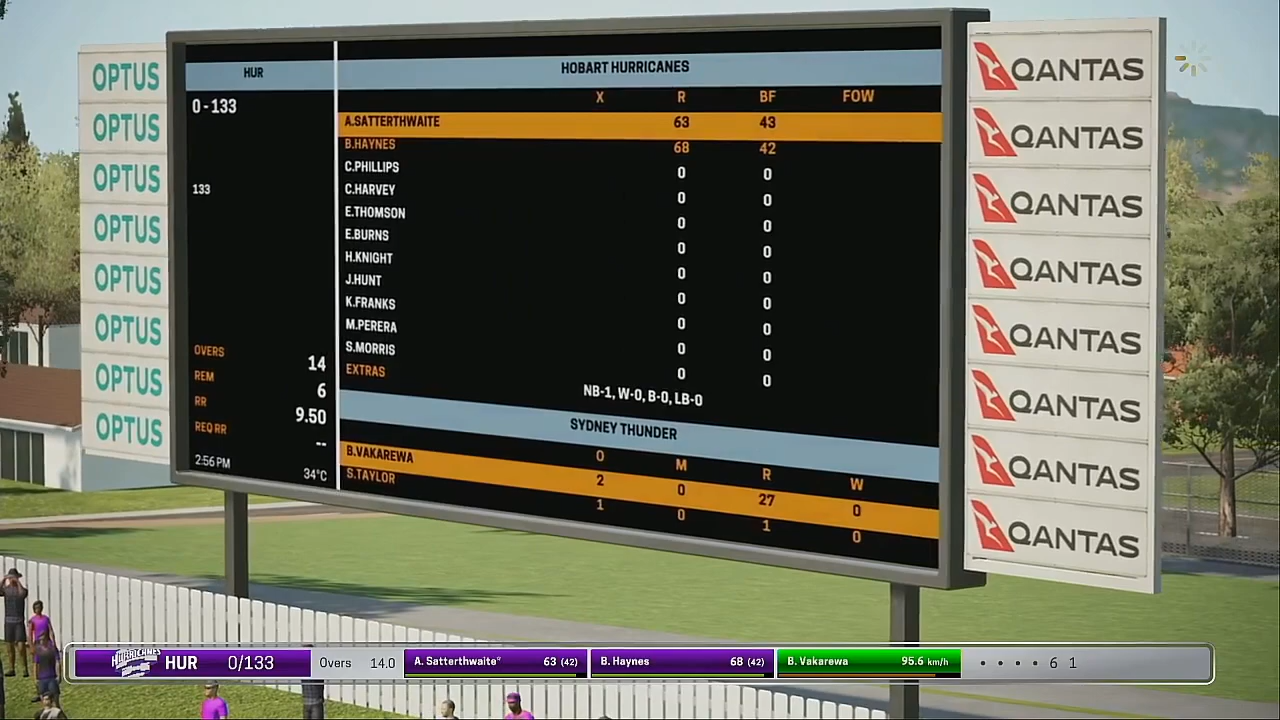 OPTUS
OPTUS
OPTUS
OPTUS
OPTUS
OPTUS
OPTUS
OPTUS
HUR
0-133
133
OVERS 14
REM 6
RR 9.50
REQ RR --
2:56 PM 34°C
HOBART HURRICANES
X R BF FOW
A.SATTERTHWAITE 63 43
B.HAYNES 68 42
C.PHILLIPS 0 0
C.HARVEY 0 0
E.THOMSON 0 0
E.BURNS 0 0
H.KNIGHT 0 0
J.HUNT 0 0
K.FRANKS 0 0
M.PERERA 0 0
S.MORRIS 0 0
EXTRAS 0 0
NB-1, W-0, B-0, LB-0
SYDNEY THUNDER
O M R W
B.VAKAREWA 2 0 27 0
S.TAYLOR 1 0 1 0
QANTAS
QANTAS
QANTAS
QANTAS
QANTAS
QANTAS
QANTAS
QANTAS
HURRICANES HUR 0/133 Overs 14.0 A. Satterthwaite* 63 (42) B. Haynes 68 (42) B. Vakarewa 95.6 km/h • • • • 6 1